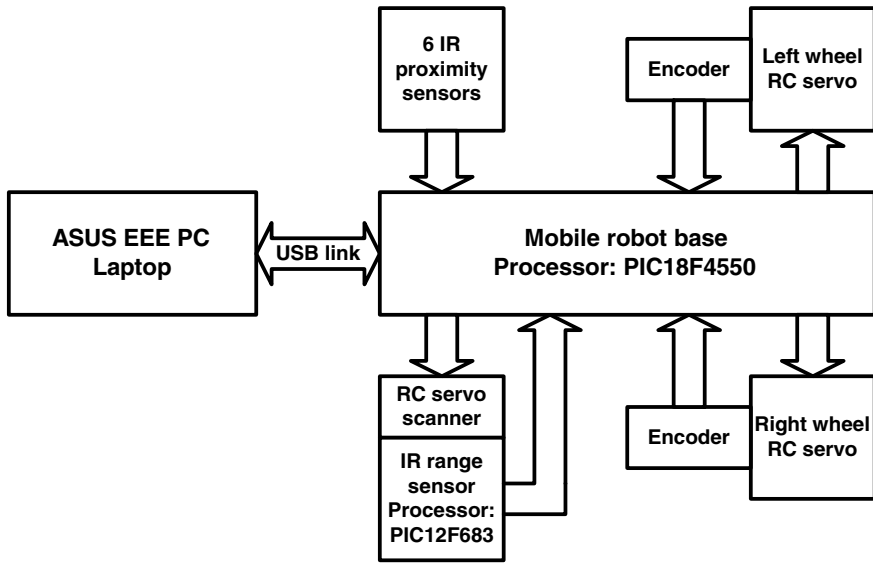 6 IR
proximity
sensors
Encoder
Left wheel
RC servo
ASUS EEE PC
Laptop
USB link
Mobile robot base
Processor: PIC18F4550
RC servo
scanner
IR range
sensor
Processor:
PIC12F683
Encoder
Right wheel
RC servo